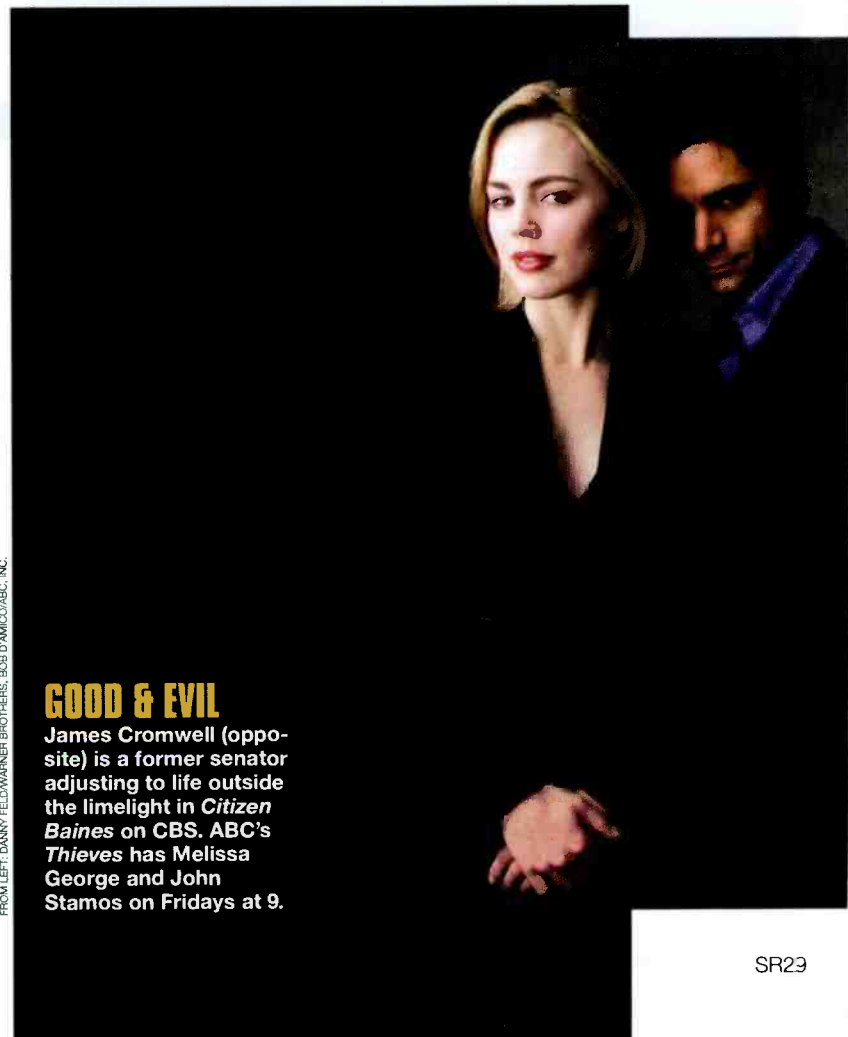 FROM LEFT: DANNY FELD/WARNER BROTHERS, BOB D'AMICO/ABC, INC.
GOOD & EVIL
James Cromwell (oppo-
site) is a former senator
adjusting to life outside
the limelight in Citizen
Baines on CBS. ABC's
Thieves has Melissa
George and John
Stamos on Fridays at 9.
SR29